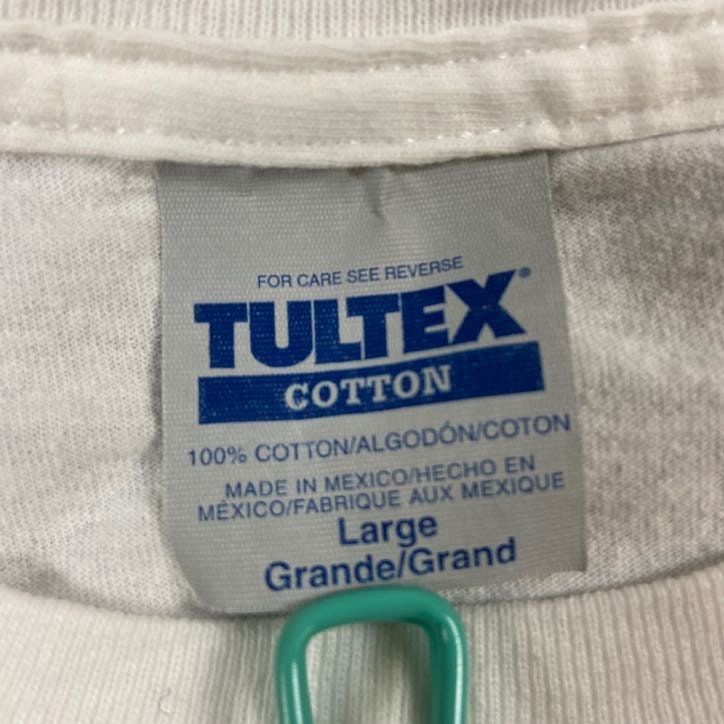 FOR CARE SEE REVERSE
TULTEX®
COTTON
100% COTTON/ALGODÓN/COTON
MADE IN MEXICO/HECHO EN
MÉXICO/FABRIQUE AUX MEXIQUE
Large
Grande/Grand